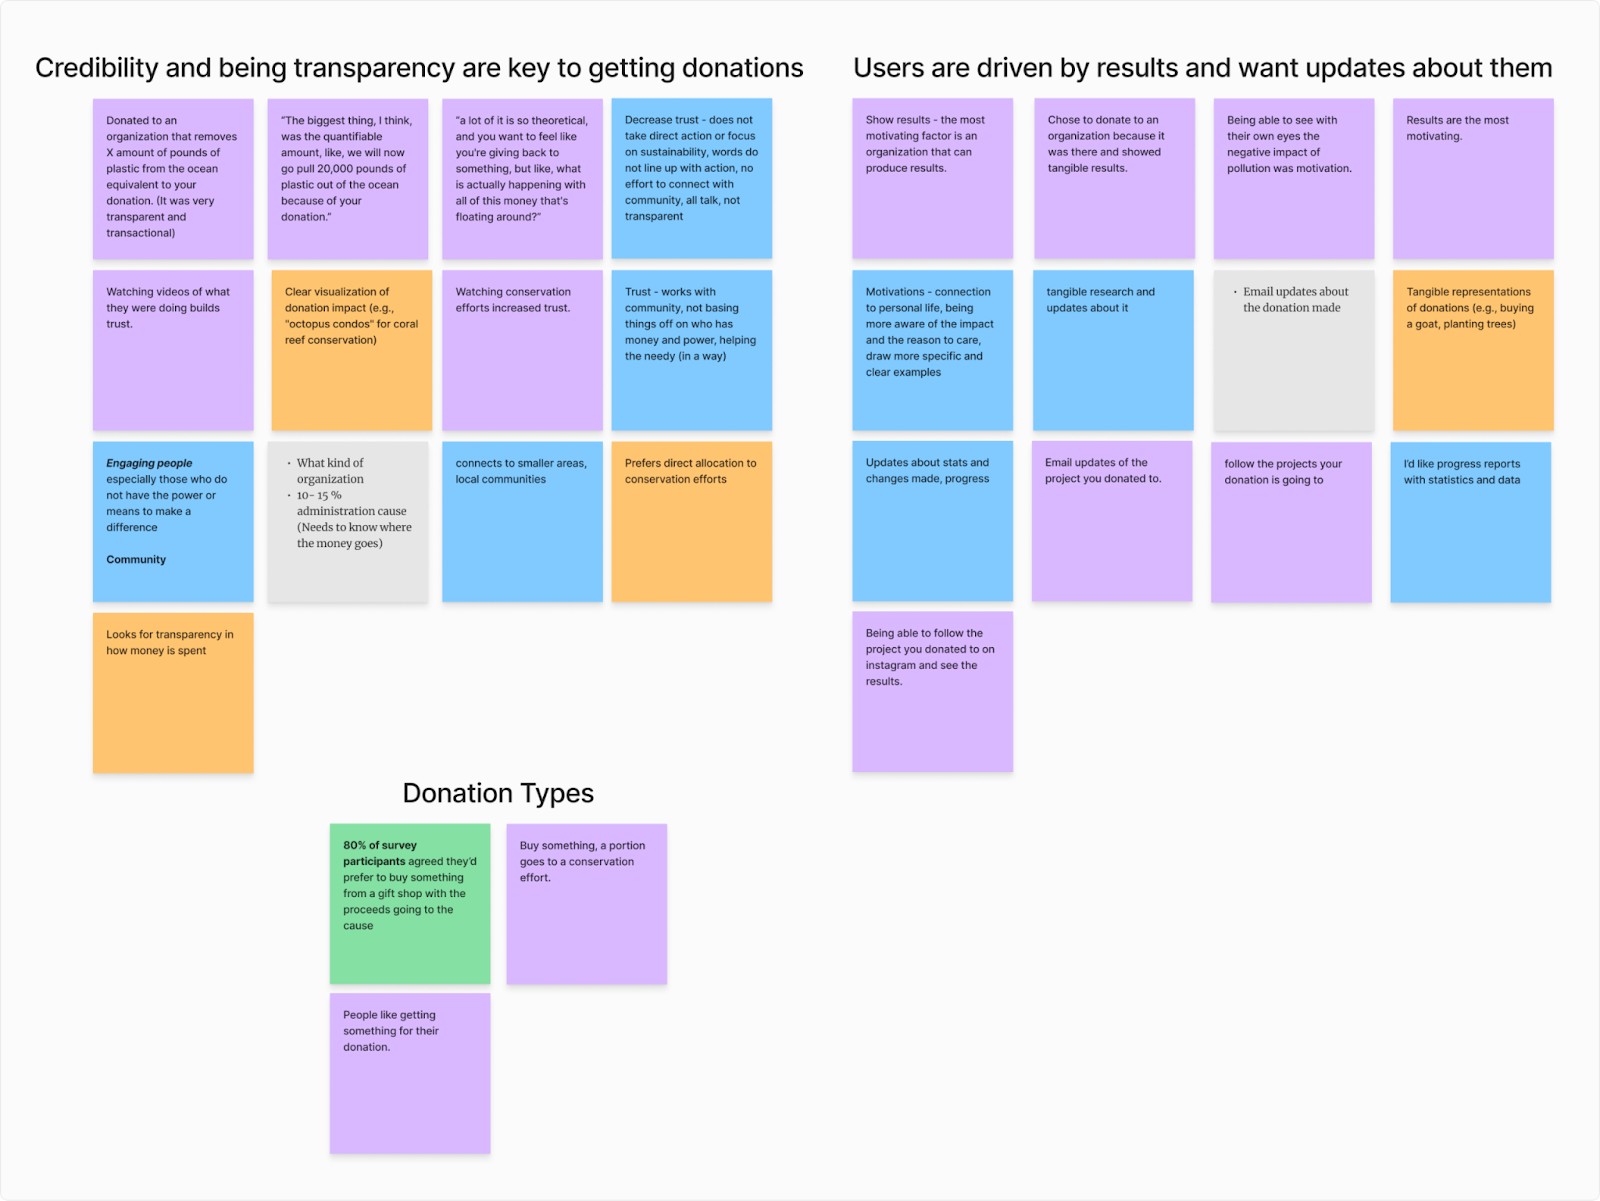 Credibility and being transparency are key to getting donations
Donated to an
organization that removes
X amount of pounds of
plastic from the ocean
equivalent to your
donation. (It was very
transparent and
transactional)
"The biggest thing, I think,
was the quantifiable
amount, like, we will now
go pull 20,000 pounds of
plastic out of the ocean
because of your
donation."
"a lot of it is so theoretical,
and you want to feel like
you're giving back to
something, but like, what
is actually happening with
all of this money that's
floating around?"
Decrease trust - does not
take direct action or focus
on sustainability, words do
not line up with action, no
effort to connect with
community, all talk, not
transparent
Watching videos of what
they were doing builds
trust.
Clear visualization of
donation impact (e.g.,
"octopus condos" for coral
reef conservation)
Watching conservation
efforts increased trust.
Trust - works with
community, not basing
things off on who has
money and power, helping
the needy (in a way)
Engaging people
especially those who do
not have the power or
means to make a
difference
Community
• What kind of
organization
• 10- 15 %
administration cause
(Needs to know where
the money goes)
connects to smaller areas,
local communities
Prefers direct allocation to
conservation efforts
Looks for transparency in
how money is spent
Users are driven by results and want updates about them
Show results - the most
motivating factor is an
organization that can
produce results.
Chose to donate to an
organization because it
was there and showed
tangible results.
Being able to see with
their own eyes the
negative impact of
pollution was motivation.
Results are the most
motivating.
Motivations - connection
to personal life, being
more aware of the impact
and the reason to care,
draw more specific and
clear examples
tangible research and
updates about it
• Email updates about
the donation made
Tangible representations
of donations (e.g., buying
a goat, planting trees)
Updates about stats and
changes made, progress
Email updates of the
project you donated to.
follow the projects your
donation is going to
I'd like progress reports
with statistics and data
Being able to follow the
project you donated to on
instagram and see the
results.
Donation Types
80% of survey
participants agreed they'd
prefer to buy something
from a gift shop with the
proceeds going to the
cause
Buy something, a portion
goes to a conservation
effort.
People like getting
something for their
donation.